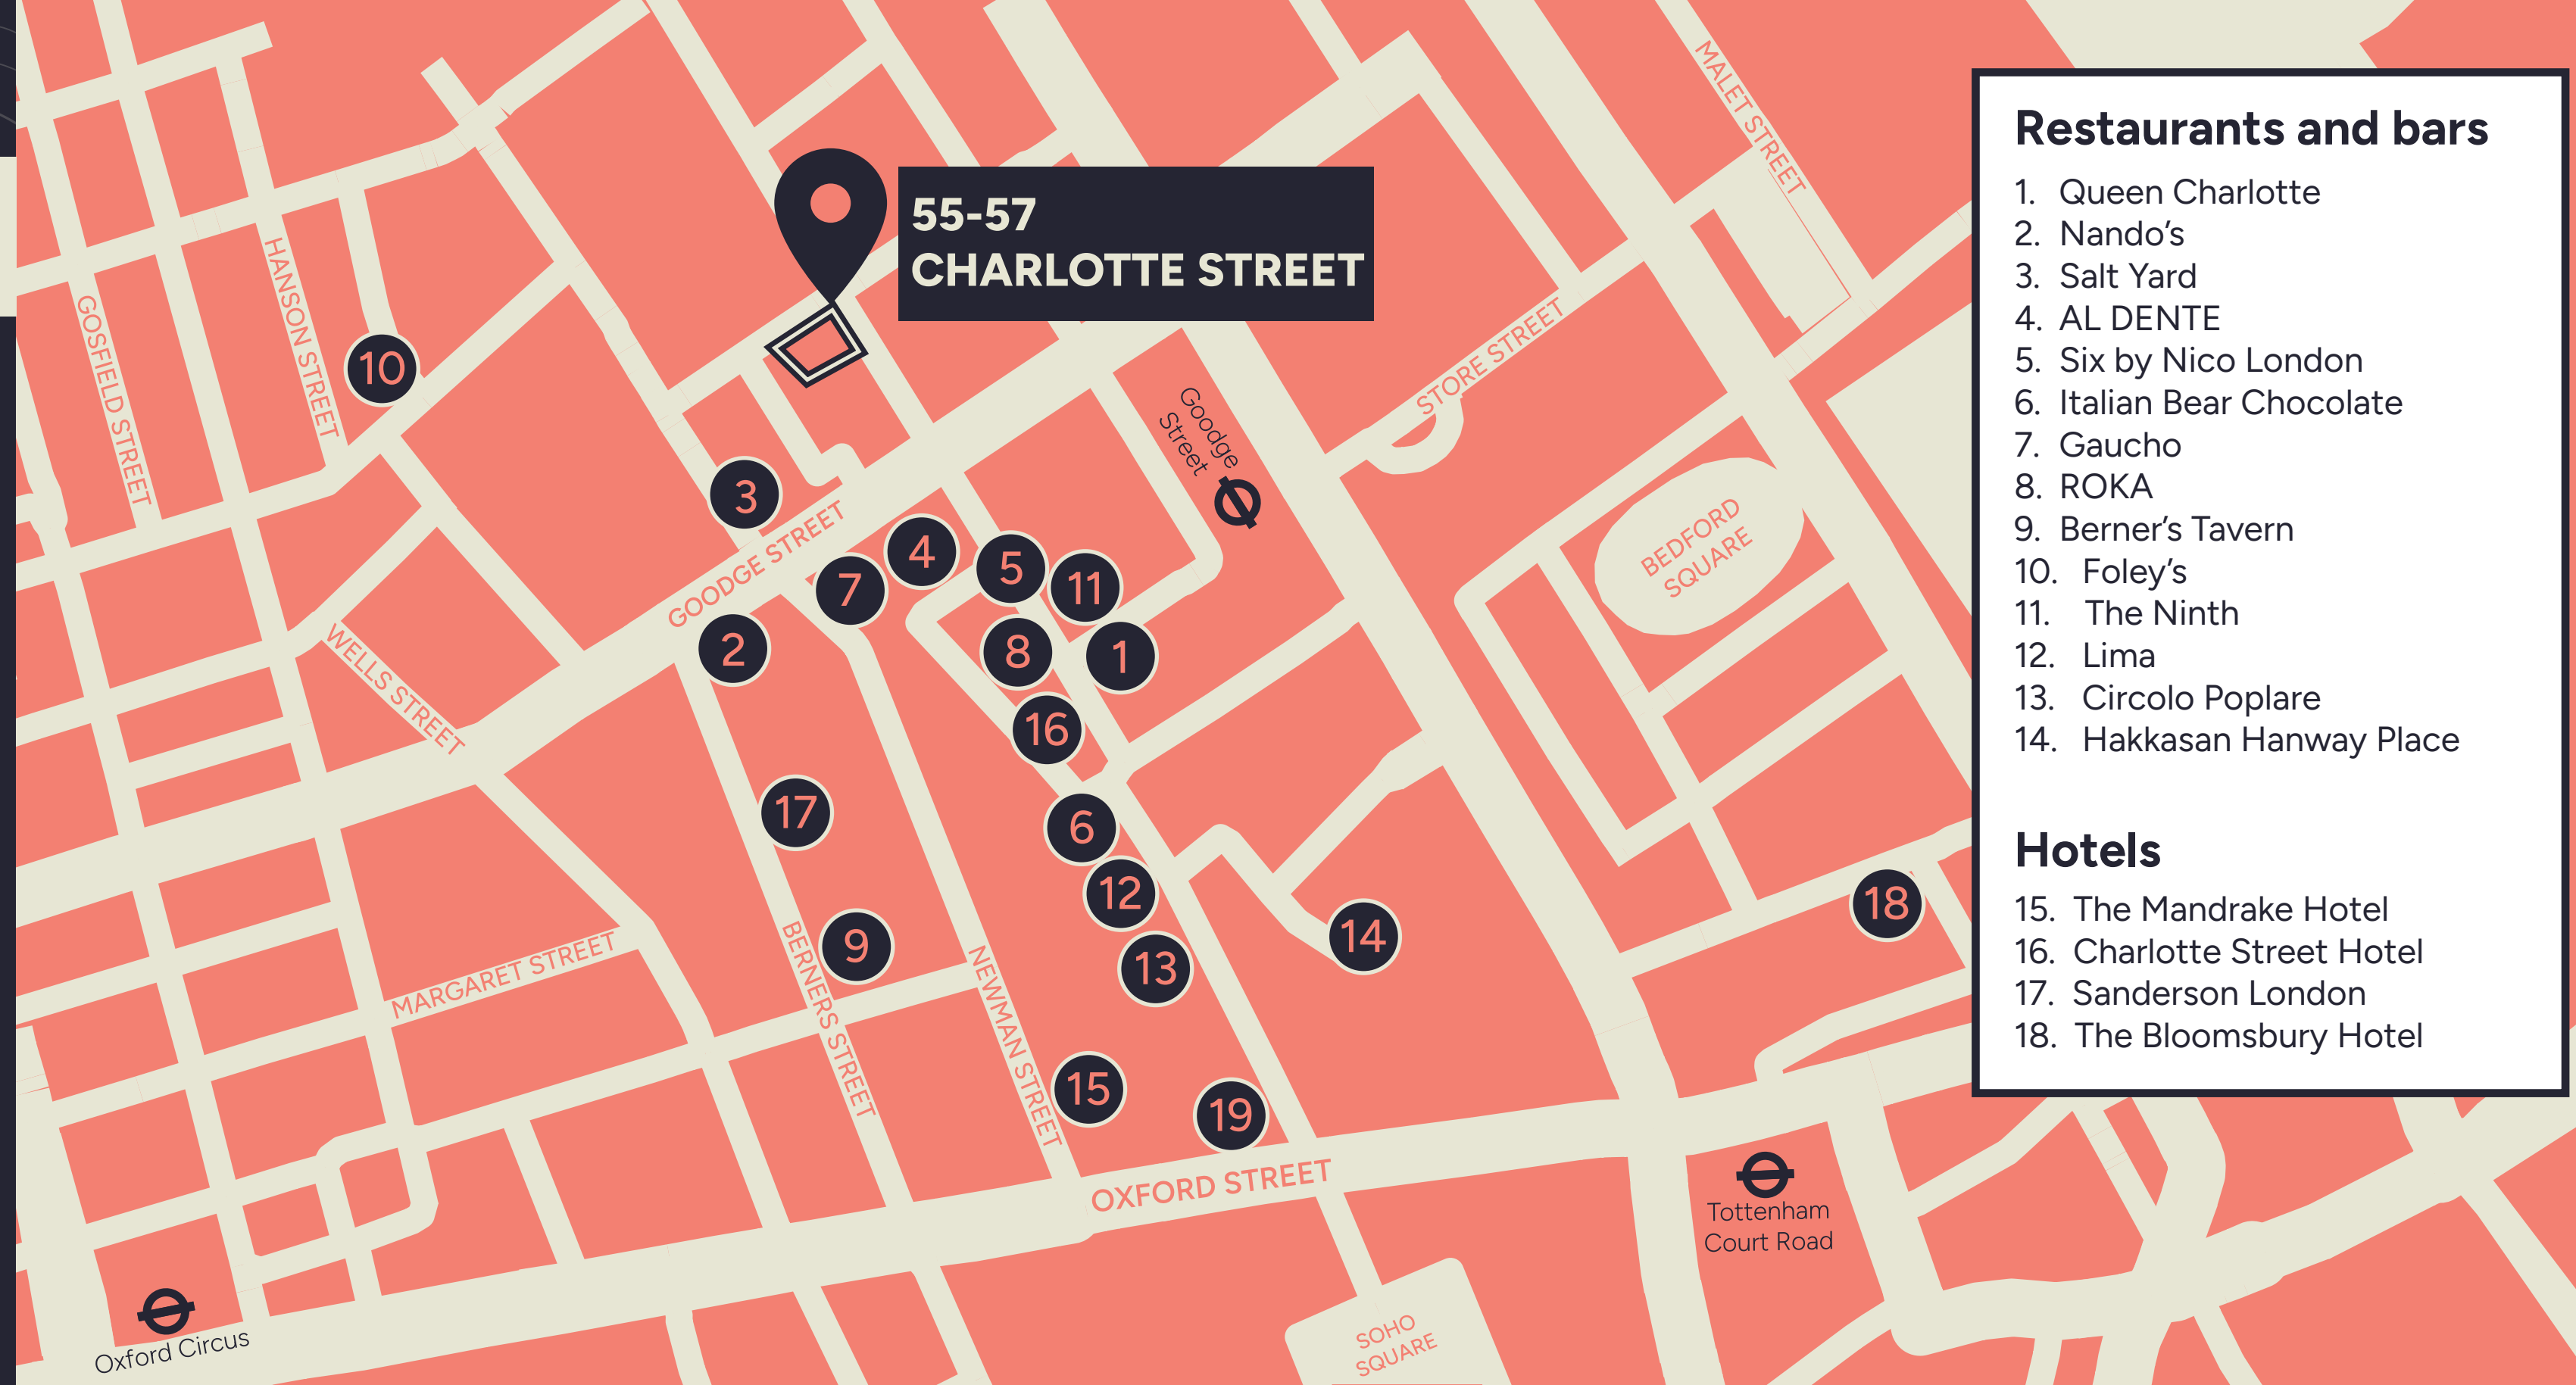 MALET STREET
55-57
CHARLOTTE STREET
HANSON STREET
GOSFIELD STREET
10
STORE STREET
Goodge
Street
3
GOODGE STREET
4
7
5
11
2
8
1
BEDFORD
SQUARE
WELLS STREET
16
17
6
12
18
9
14
13
MARGARET STREET
BERNERS STREET
NEWMAN STREET
15
19
OXFORD STREET
Tottenham
Court Road
Oxford Circus
SOHO
SQUARE
Restaurants and bars
1. Queen Charlotte
2. Nando’s
3. Salt Yard
4. AL DENTE
5. Six by Nico London
6. Italian Bear Chocolate
7. Gaucho
8. ROKA
9. Berner’s Tavern
10. Foley’s
11. The Ninth
12. Lima
13. Circolo Poplare
14. Hakkasan Hanway Place
Hotels
15. The Mandrake Hotel
16. Charlotte Street Hotel
17. Sanderson London
18. The Bloomsbury Hotel